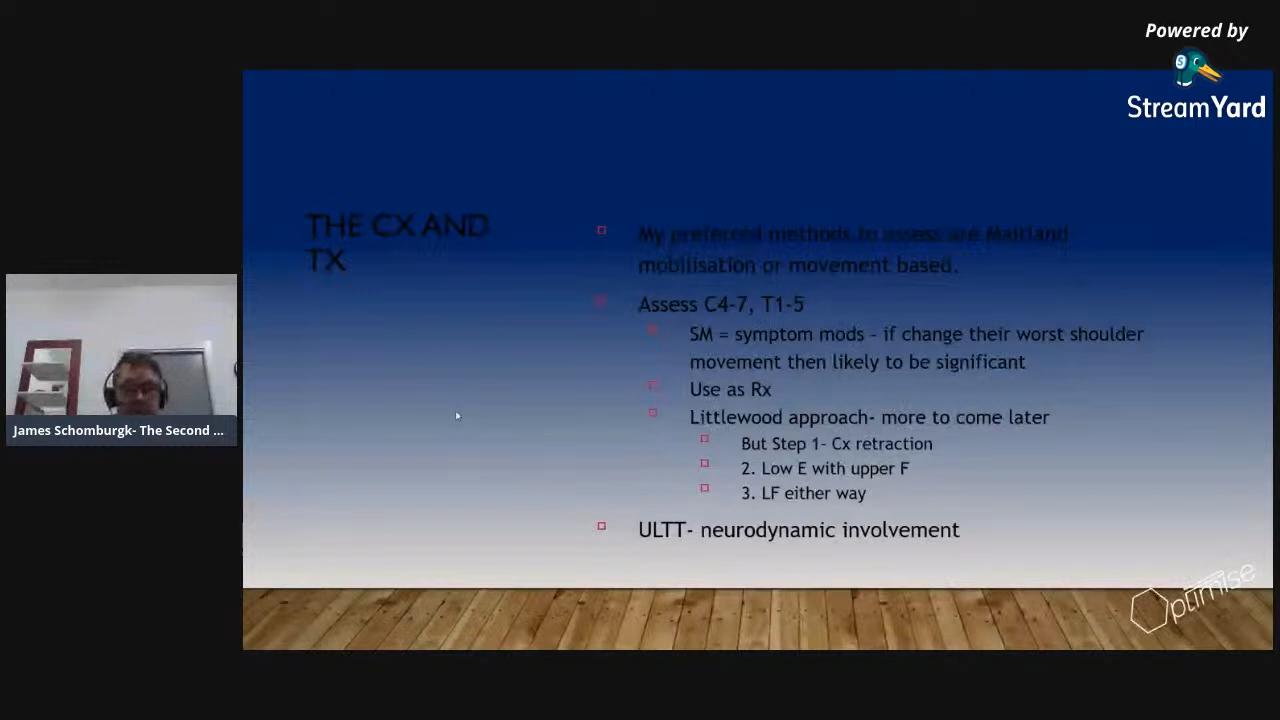 Powered by
StreamYard
THE CX AND
TX
My preferred methods to assess are Maitland
mobilisation or movement based.
Assess C4-7, T1-5
SM = symptom mods – if change their worst shoulder
movement then likely to be significant
Use as Rx
Littlewood approach- more to come later
But Step 1- Cx retraction
2. Low E with upper F
3. LF either way
ULTT- neurodynamic involvement
James Schomburgk- The Second ...
Optimise